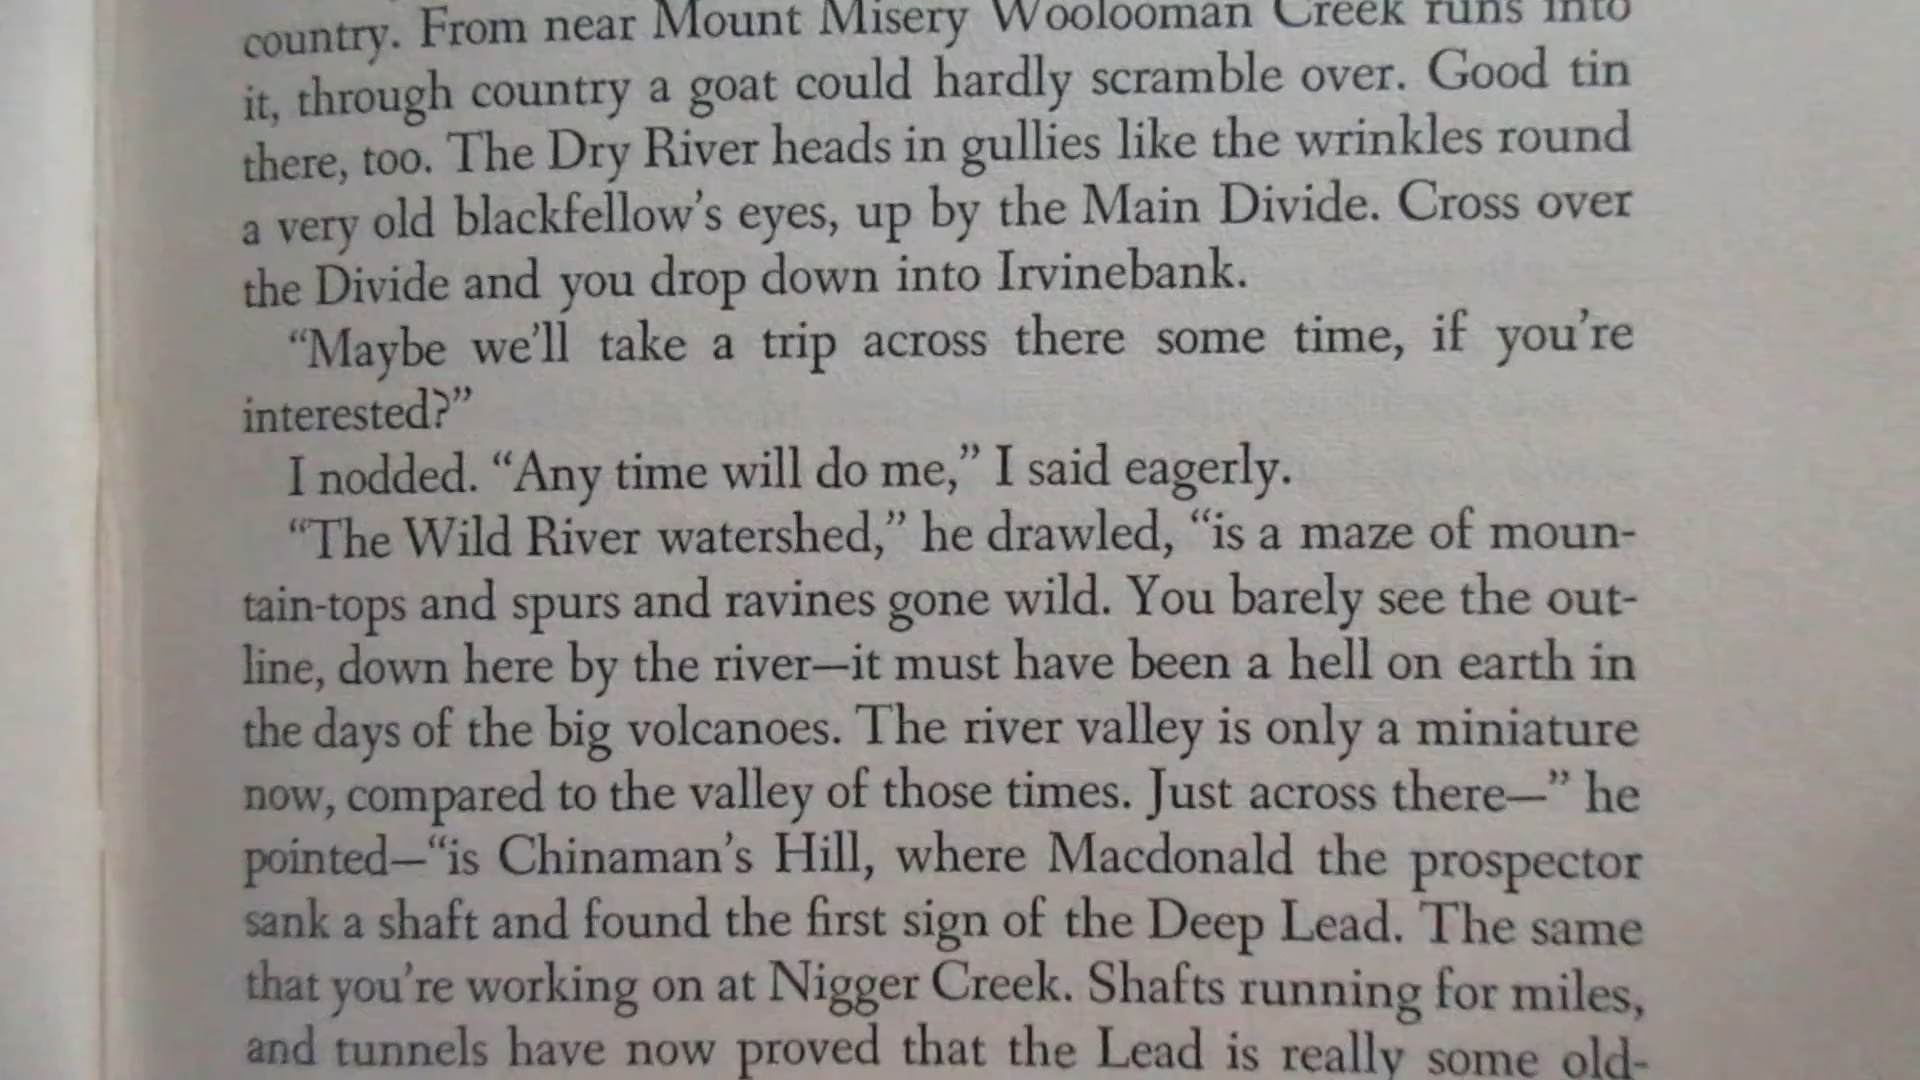 country. From near Mount Misery Woolooman Creek runs into
it, through country a goat could hardly scramble over. Good tin
there, too. The Dry River heads in gullies like the wrinkles round
a very old blackfellow's eyes, up by the Main Divide. Cross over
the Divide and you drop down into Irvinebank.
“Maybe we'll take a trip across there some time, if you're
interested?”
I nodded. “Any time will do me,” I said eagerly.
“The Wild River watershed,” he drawled, “is a maze of moun-
tain-tops and spurs and ravines gone wild. You barely see the out-
line, down here by the river—it must have been a hell on earth in
the days of the big volcanoes. The river valley is only a miniature
now, compared to the valley of those times. Just across there—” he
pointed—“is Chinaman's Hill, where Macdonald the prospector
sank a shaft and found the first sign of the Deep Lead. The same
that you're working on at Nigger Creek. Shafts running for miles,
and tunnels have now proved that the Lead is really some old-